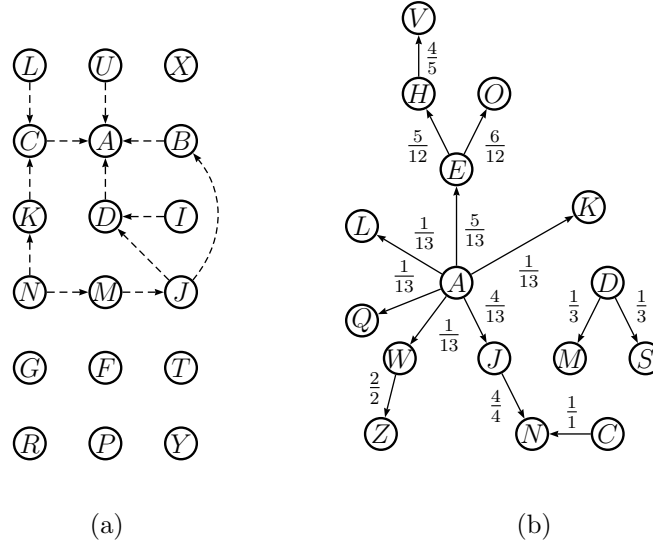 L U X
C A B
K D I
N M J
G F T
R P Y
(a)
V
4/5
H O
5/12 6/12
E
L K
1/13 5/13 1/13
A D
1/13 4/13 1/3 1/3
Q 1/13
W J M S
2/2 4/4 1/1
Z N C
(b)